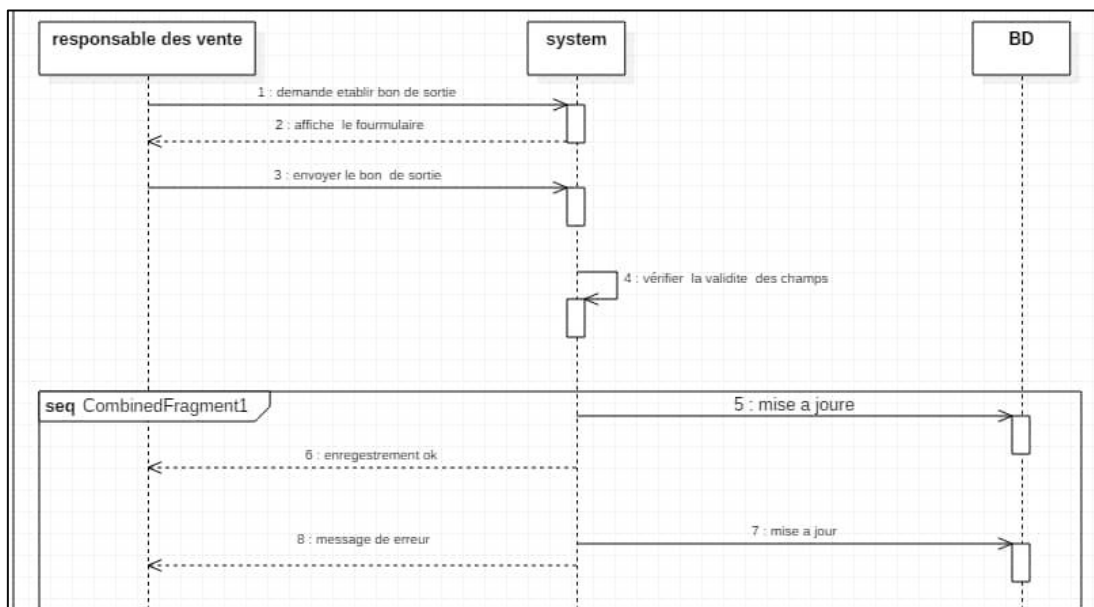 responsable des vente
system
BD
1 : demande etablir bon de sortie
2 : affiche le fourmulaire
3 : envoyer le bon de sortie
4 : vérifier la validite des champs
seq CombinedFragment1
5 : mise a joure
6 : enregestrement ok
7 : mise a jour
8 : message de erreur